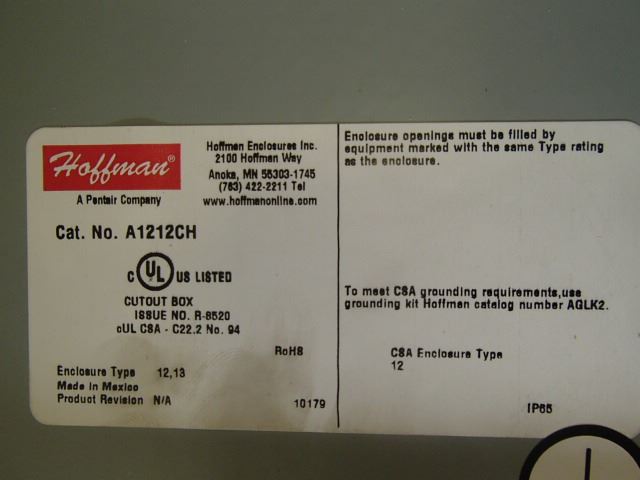 Hoffman®
A Pentair Company
Hoffman Enclosures Inc.
2100 Hoffman Way
Anoka, MN 55303-1745
(763) 422-2211 Tel
www.hoffmanonline.com
Cat. No. A1212CH
C UL US LISTED
CUTOUT BOX
ISSUE NO. R-8520
cUL CSA - C22.2 No. 94
RoHS
Enclosure Type 12,13
Made in Mexico
Product Revision N/A
10179
Enclosure openings must be filled by
equipment marked with the same Type rating
as the enclosure.
To meet CSA grounding requirements,use
grounding kit Hoffman catalog number AGLK2.
CSA Enclosure Type
12
IP65